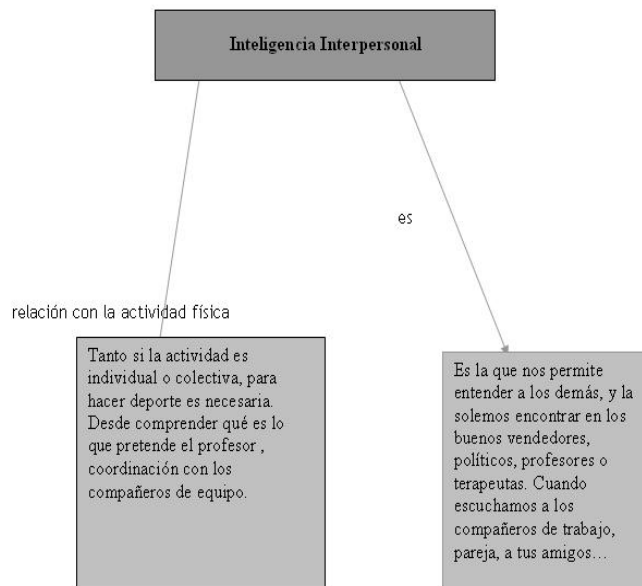 Inteligencia Interpersonal
es
relación con la actividad física
Tanto si la actividad es
individual o colectiva, para
hacer deporte es necesaria.
Desde comprender qué es lo
que pretende el profesor ,
coordinación con los
compañeros de equipo.
Es la que nos permite
entender a los demás, y la
solemos encontrar en los
buenos vendedores,
políticos, profesores o
terapeutas. Cuando
escuchamos a los
compañeros de trabajo,
pareja, a tus amigos…